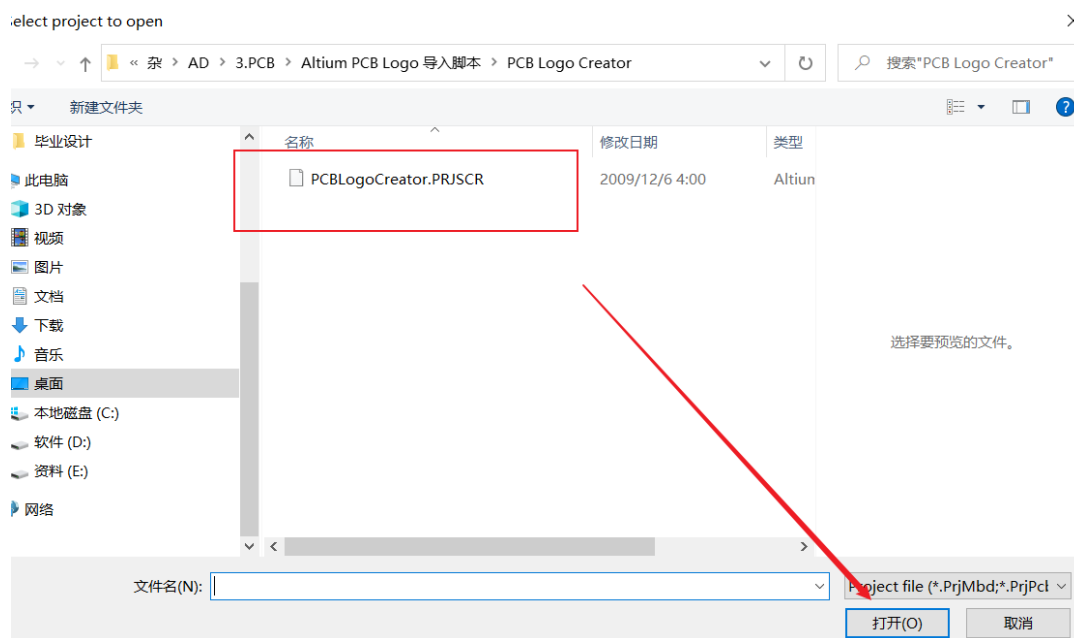 select project to open
« 杂 > AD > 3.PCB > Altium PCB Logo 导入脚本 > PCB Logo Creator
搜索"PCB Logo Creator"
织
新建文件夹
毕业设计
此电脑
3D 对象
视频
图片
文档
下载
音乐
桌面
本地磁盘 (C:)
软件 (D:)
资料 (E:)
网络
名称
修改日期
类型
PCBLogoCreator.PRJSCR
2009/12/6 4:00
Altium
选择要预览的文件。
文件名(N):
Project file (*.PrjMbd;*.PrjPcb
打开(O)
取消